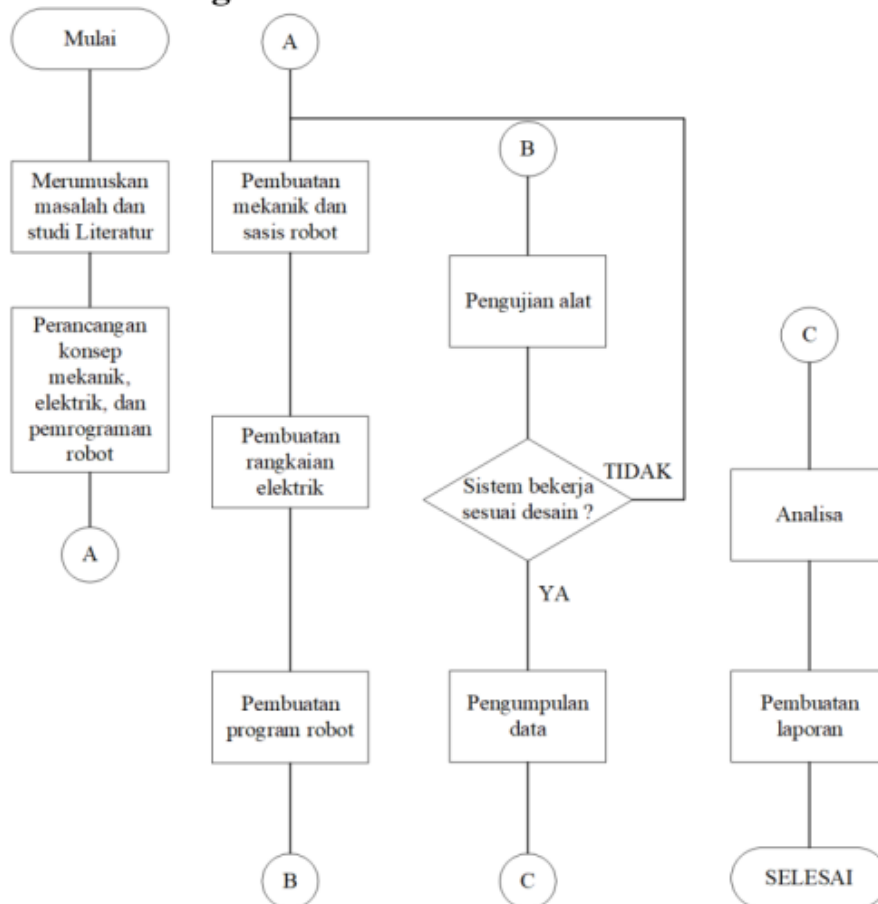 Mulai
Merumuskan
masalah dan
studi Literatur
Perancangan
konsep
mekanik,
elektrik, dan
pemrograman
robot
A
A
Pembuatan
mekanik dan
sasis robot
Pembuatan
rangkaian
elektrik
Pembuatan
program robot
B
B
Pengujian alat
Sistem bekerja
sesuai desain ?
TIDAK
YA
Pengumpulan
data
C
C
Analisa
Pembuatan
laporan
SELESAI